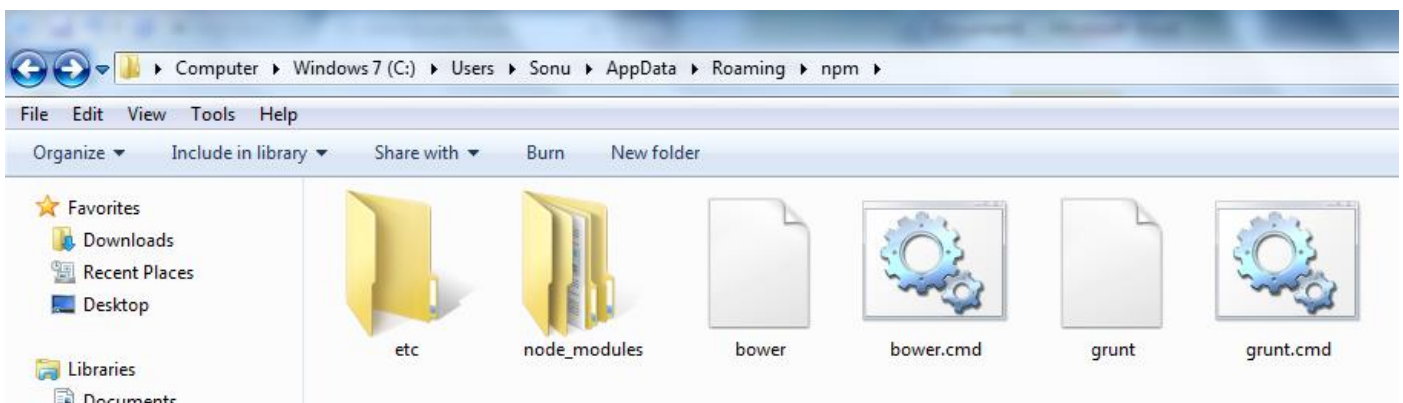 Computer Windows 7 (C:) Users Sonu AppData Roaming npm
File Edit View Tools Help
Organize Include in library Share with Burn New folder
Favorites
Downloads
Recent Places
Desktop
Libraries
Documents
etc node_modules bower bower.cmd grunt grunt.cmd